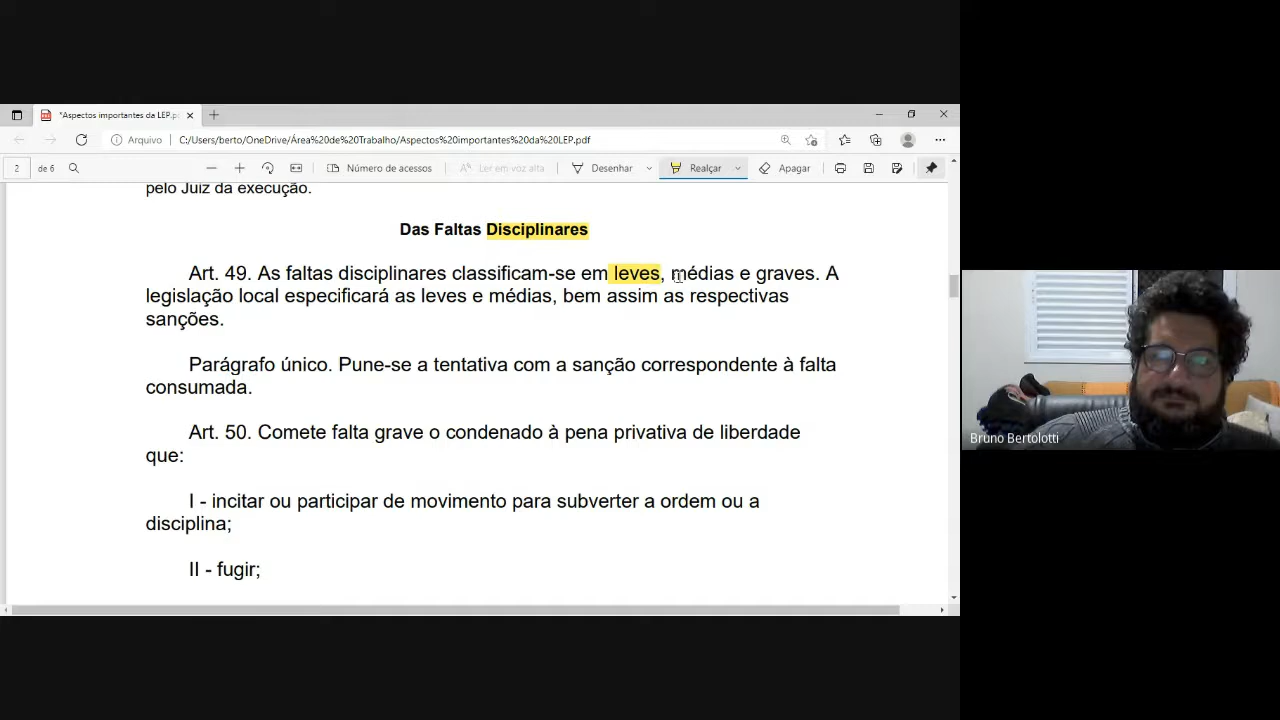 *Aspectos importantes da LEP.p
Arquivo C:/Users/berto/OneDrive/Área%20de%20Trabalho/Aspectos%20importantes%20da%20LEP.pdf
2 de 6 Número de acessos Ler em voz alta Desenhar Realçar Apagar
pelo Juiz da execução.
Das Faltas Disciplinares
Art. 49. As faltas disciplinares classificam-se em leves, médias e graves. A
legislação local especificará as leves e médias, bem assim as respectivas
sanções.
Parágrafo único. Pune-se a tentativa com a sanção correspondente à falta
consumada.
Art. 50. Comete falta grave o condenado à pena privativa de liberdade
que:
I - incitar ou participar de movimento para subverter a ordem ou a
disciplina;
II - fugir;
Bruno Bertolotti